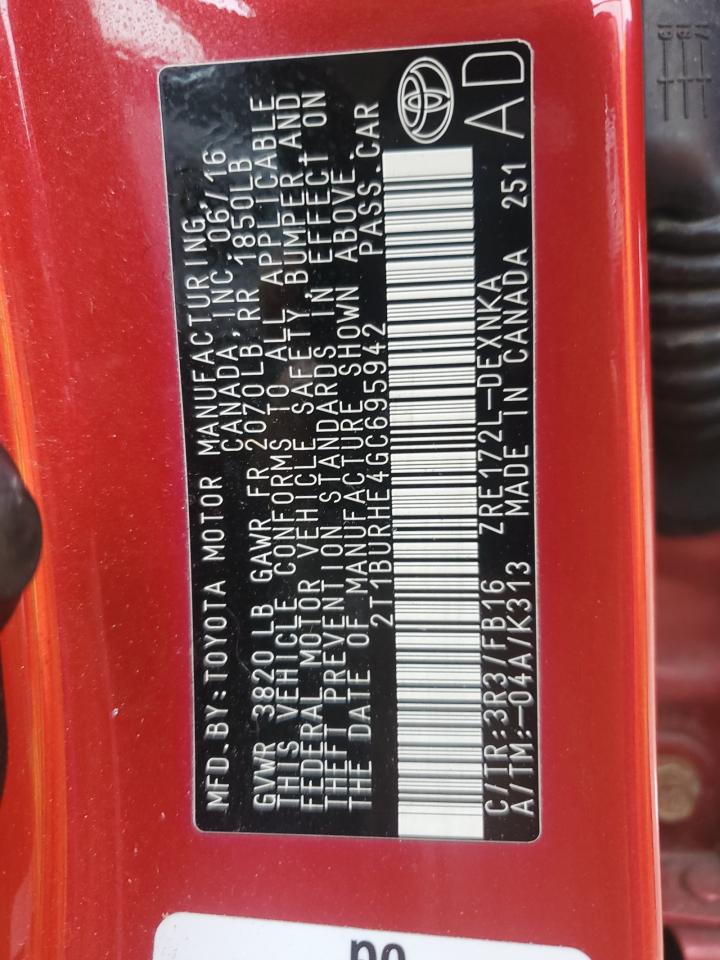 MFD.BY:TOYOTA MOTOR MANUFACTURING,
CANADA,INC.06/16
GVWR 3820LB GAWR FR 2070LB RR 1850LB
THIS VEHICLE CONFORMS TO ALL APPLICABLE
FEDERAL MOTOR VEHICLE SAFETY, BUMPER,AND
THEFT PREVENTION STANDARDS IN EFFECT ON
THE DATE OF MANUFACTURE SHOWN ABOVE.
2T1BURHE4GC695942 PASS.CAR
C/TR:3R3/FB16 ZRE172L-DEXNKA
A/TM:-04A/K313 MADE IN CANADA 251
AD